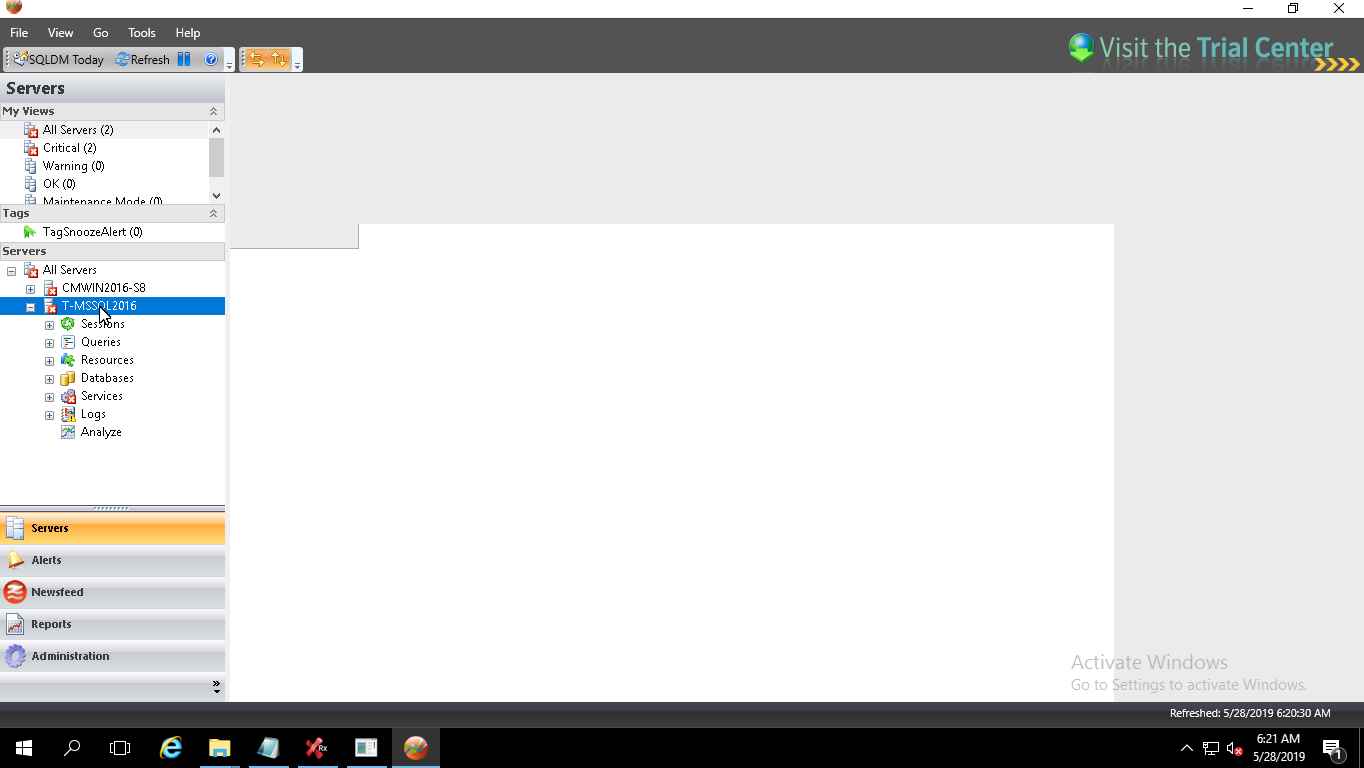 File View Go Tools Help
SQLDM Today Refresh
Visit the Trial Center
Servers
My Views
All Servers (2)
Critical (2)
Warning (0)
OK (0)
Maintenance Mode (0)
Tags
TagSnoozeAlert (0)
Servers
All Servers
CMWIN2016-S8
T-MSSQL2016
Sessions
Queries
Resources
Databases
Services
Logs
Analyze
Servers
Alerts
Newsfeed
Reports
Administration
Activate Windows
Go to Settings to activate Windows.
Refreshed: 5/28/2019 6:20:30 AM
Rx
6:21 AM
5/28/2019
1